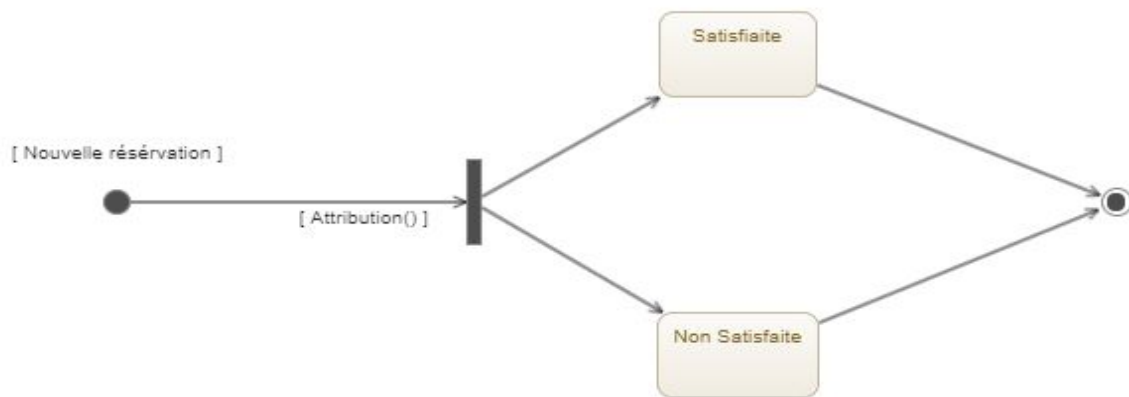 Satisfiaite
[ Nouvelle résérvation ]
[ Attribution() ]
Non Satisfaite